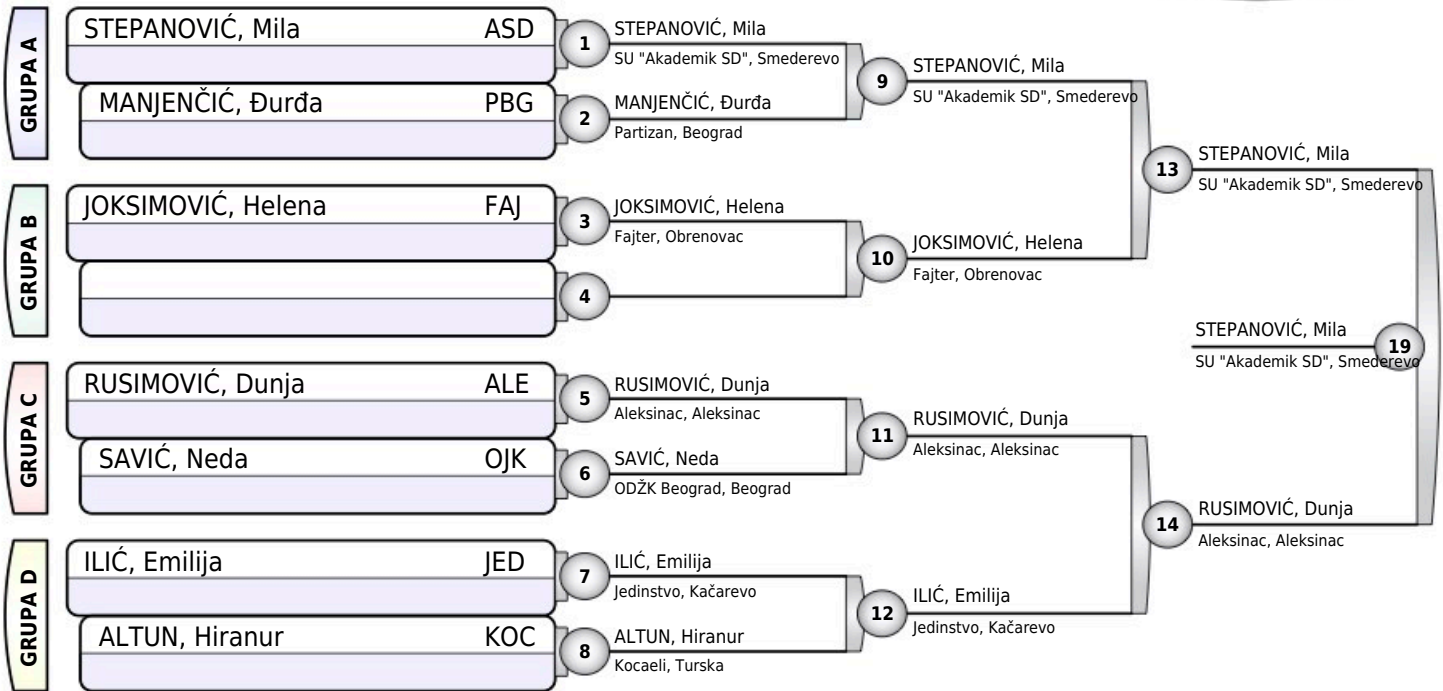 GRUPA A
STEPANOVIĆ, Mila ASD
MANJENČIĆ, Đurđa PBG
GRUPA B
JOKSIMOVIĆ, Helena FAJ
GRUPA C
RUSIMOVIĆ, Dunja ALE
SAVIĆ, Neda OJK
GRUPA D
ILIĆ, Emilija JED
ALTUN, Hiranur KOC
1
STEPANOVIĆ, Mila
SU "Akademik SD", Smederevo
2
MANJENČIĆ, Đurđa
Partizan, Beograd
3
JOKSIMOVIĆ, Helena
Fajter, Obrenovac
4
5
RUSIMOVIĆ, Dunja
Aleksinac, Aleksinac
6
SAVIĆ, Neda
ODŽK Beograd, Beograd
7
ILIĆ, Emilija
Jedinstvo, Kačarevo
8
ALTUN, Hiranur
Kocaeli, Turska
9
STEPANOVIĆ, Mila
SU "Akademik SD", Smederevo
10
JOKSIMOVIĆ, Helena
Fajter, Obrenovac
11
RUSIMOVIĆ, Dunja
Aleksinac, Aleksinac
12
ILIĆ, Emilija
Jedinstvo, Kačarevo
13
STEPANOVIĆ, Mila
SU "Akademik SD", Smederevo
14
RUSIMOVIĆ, Dunja
Aleksinac, Aleksinac
STEPANOVIĆ, Mila
SU "Akademik SD", Smederevo
19